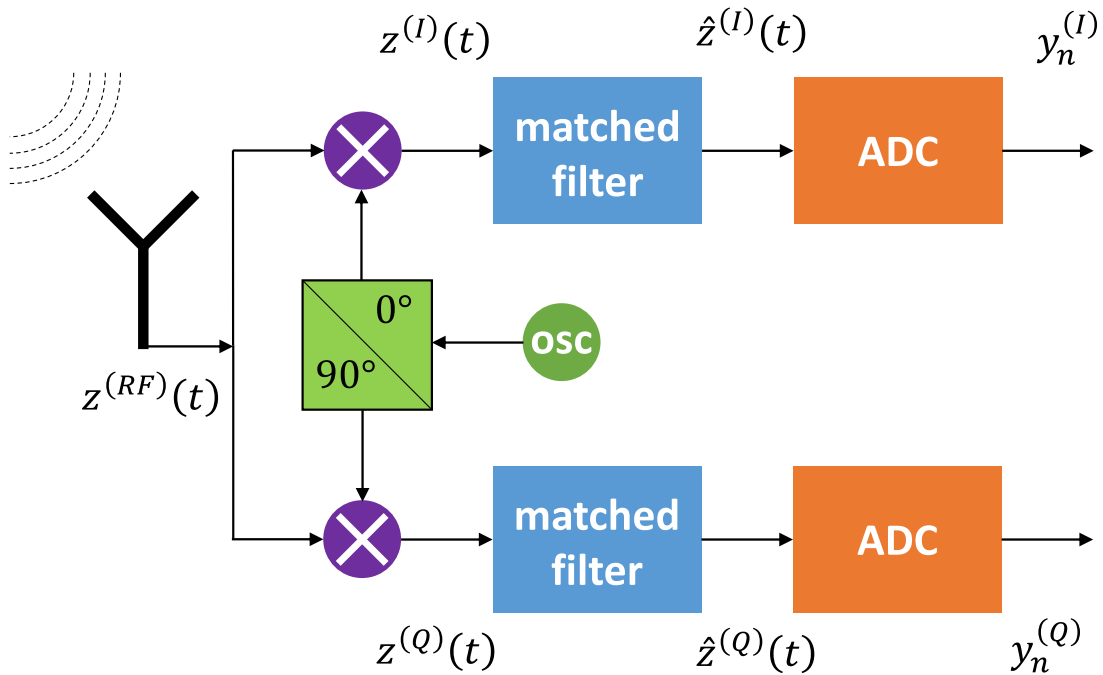 z^(I)(t)
ẑ^(I)(t)
y_n^(I)
matched
filter
ADC
0°
90°
osc
z^(RF)(t)
matched
filter
ADC
z^(Q)(t)
ẑ^(Q)(t)
y_n^(Q)